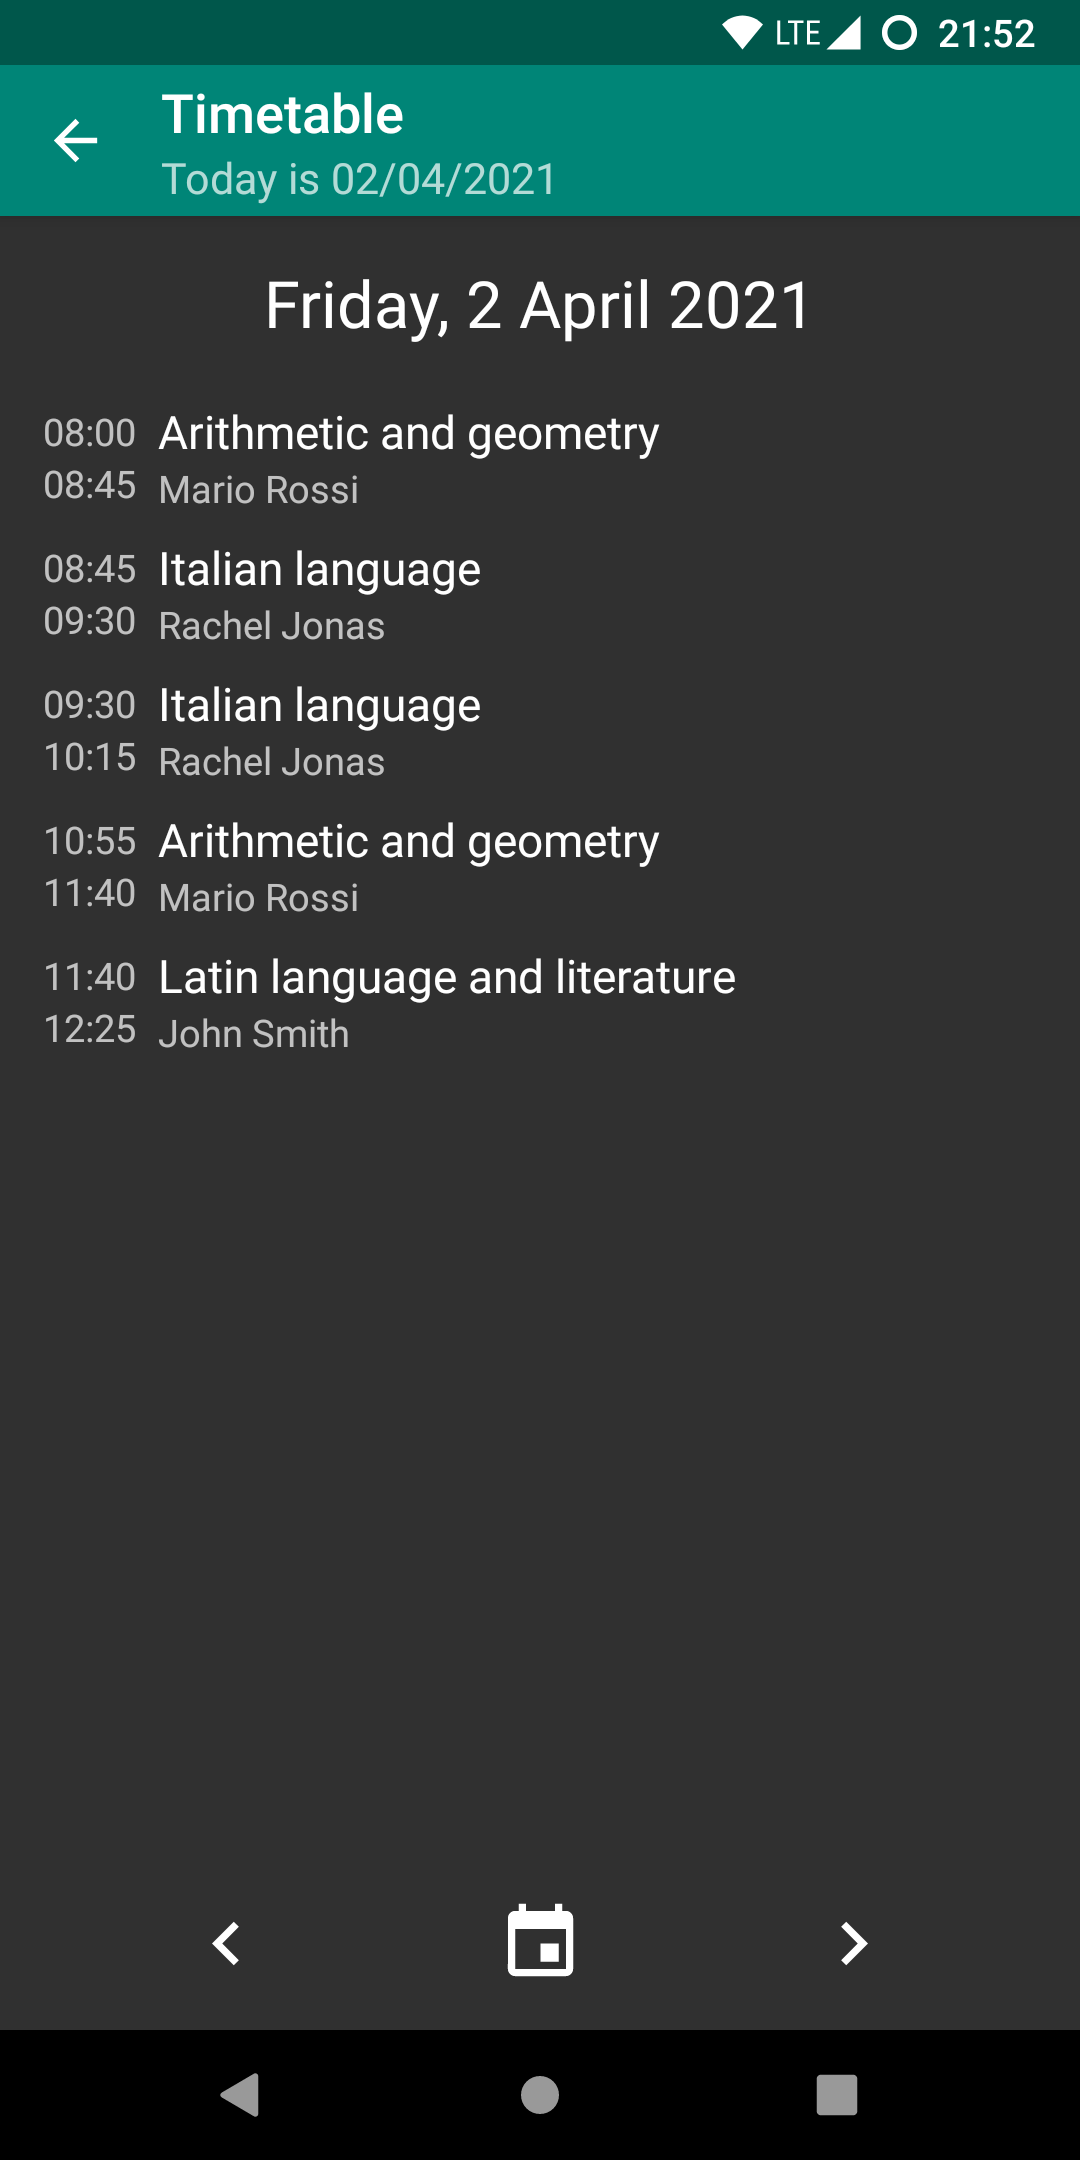 LTE 21:52
Timetable
Today is 02/04/2021
Friday, 2 April 2021
08:00 Arithmetic and geometry
08:45 Mario Rossi
08:45 Italian language
09:30 Rachel Jonas
09:30 Italian language
10:15 Rachel Jonas
10:55 Arithmetic and geometry
11:40 Mario Rossi
11:40 Latin language and literature
12:25 John Smith